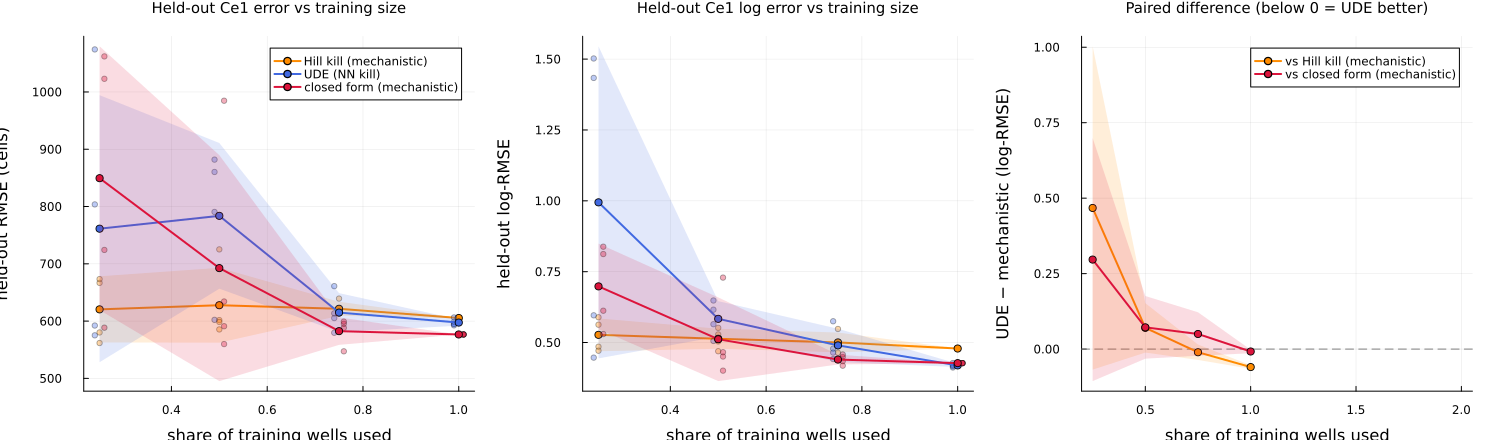 Held-out Ce1 error vs training size
held-out RMSE (cells)
1000
900
800
700
600
500
Hill kill (mechanistic)
UDE (NN kill)
closed form (mechanistic)
0.4
0.6
0.8
1.0
share of training wells used
Held-out Ce1 log error vs training size
held-out log-RMSE
1.50
1.25
1.00
0.75
0.50
0.4
0.6
0.8
1.0
share of training wells used
Paired difference (below 0 = UDE better)
UDE − mechanistic (log-RMSE)
1.00
0.75
0.50
0.25
0.00
vs Hill kill (mechanistic)
vs closed form (mechanistic)
0.5
1.0
1.5
2.0
share of training wells used